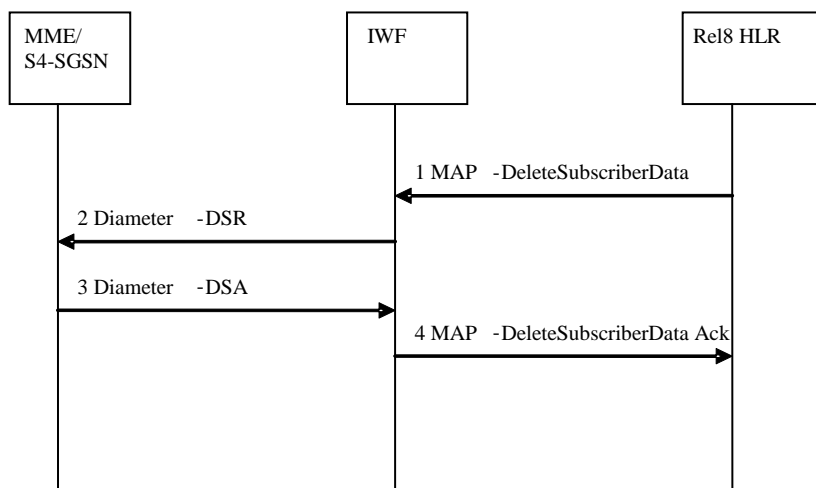 MME/
S4-SGSN
IWF
Rel8 HLR
1 MAP -DeleteSubscriberData
2 Diameter -DSR
3 Diameter -DSA
4 MAP -DeleteSubscriberData Ack